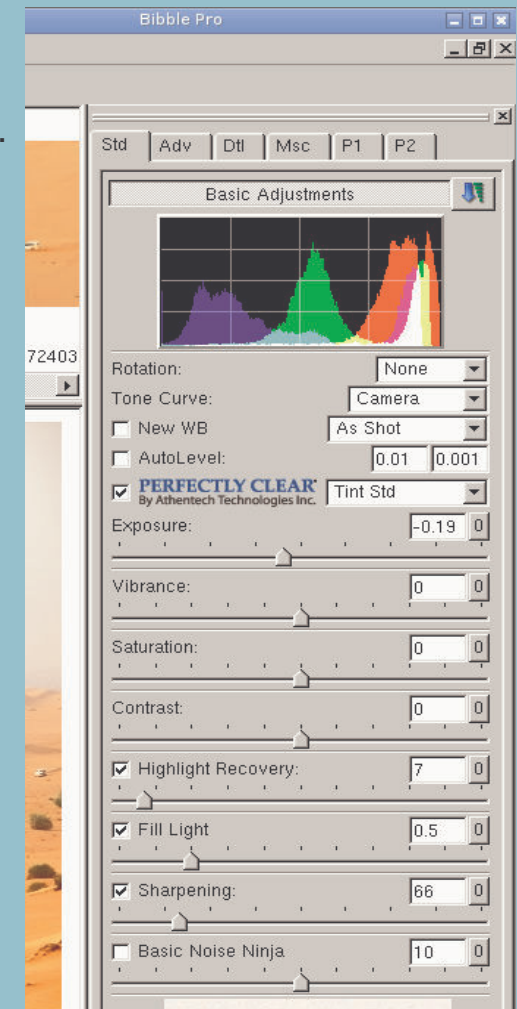 Bibble Pro
Std Adv Dtl Msc P1 P2
Basic Adjustments
72403
Rotation: None
Tone Curve: Camera
New WB As Shot
AutoLevel: 0.01 0.001
PERFECTLY CLEAR Tint Std
By Athentech Technologies Inc.
Exposure: -0.19 0
Vibrance: 0 0
Saturation: 0 0
Contrast: 0 0
Highlight Recovery: 7 0
Fill Light 0.5 0
Sharpening: 66 0
Basic Noise Ninja 10 0